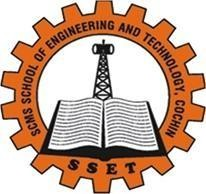 SCMS SCHOOL OF ENGINEERING AND TECHNOLOGY, COCHIN
SSET